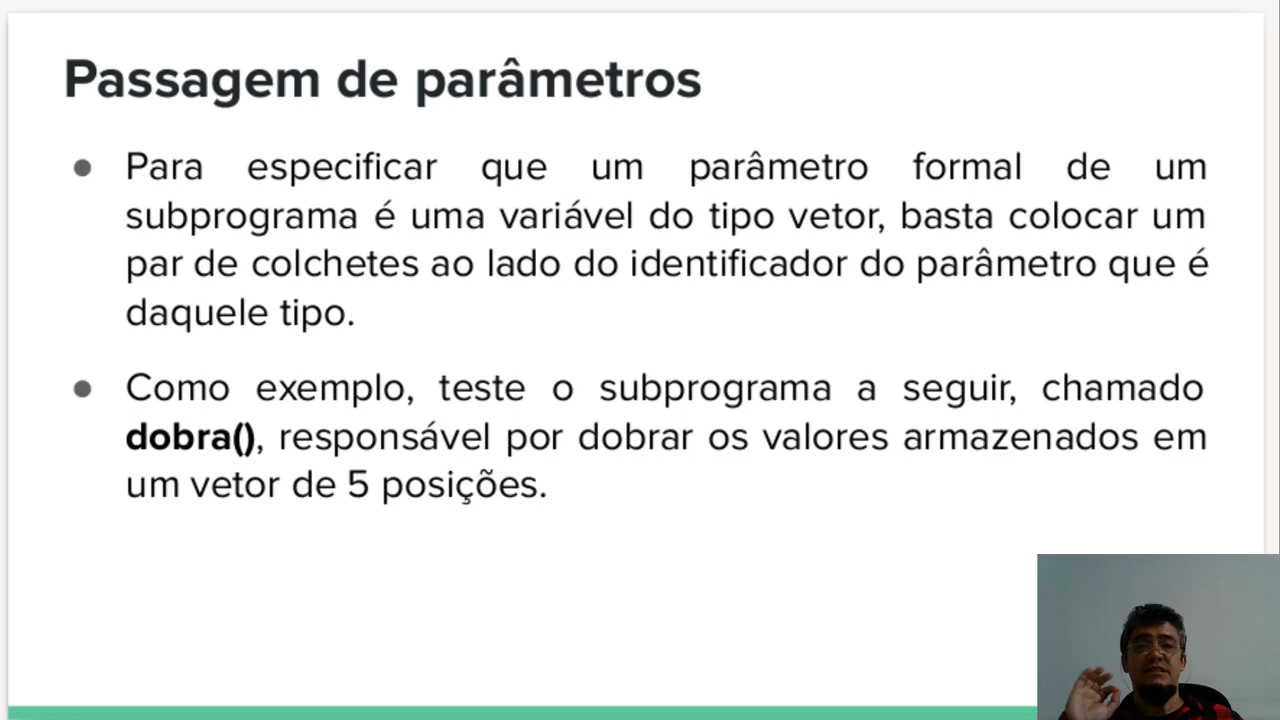 Passagem de parâmetros
● Para especificar que um parâmetro formal de um
subprograma é uma variável do tipo vetor, basta colocar um
par de colchetes ao lado do identificador do parâmetro que é
daquele tipo.
● Como exemplo, teste o subprograma a seguir, chamado
dobra(), responsável por dobrar os valores armazenados em
um vetor de 5 posições.